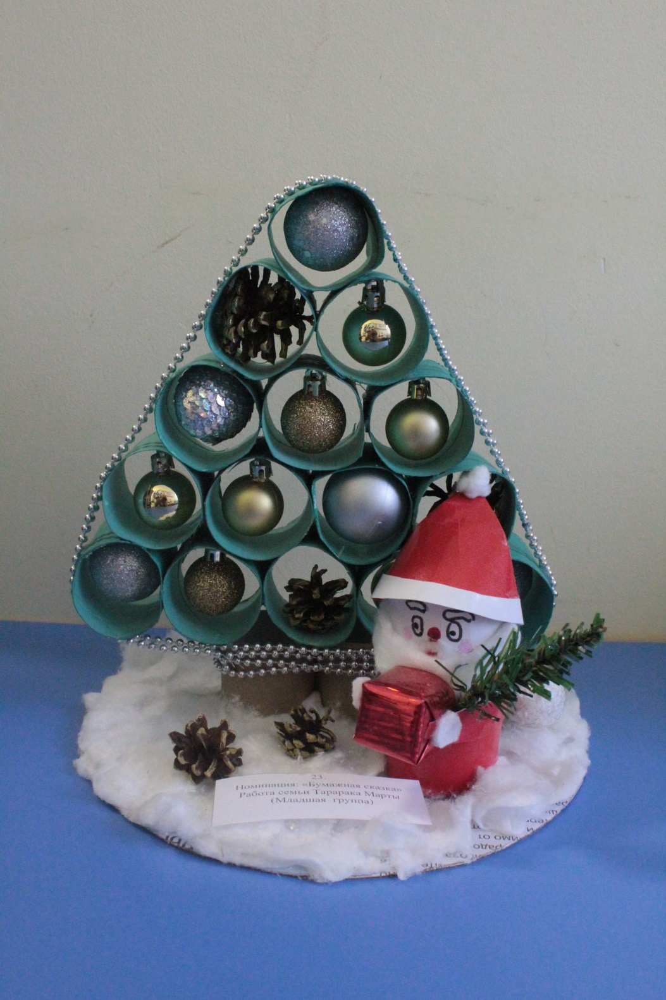 23.
Номинация: «Бумажная сказка»
Работа семьи Тарарака Марты
(Младшая группа)